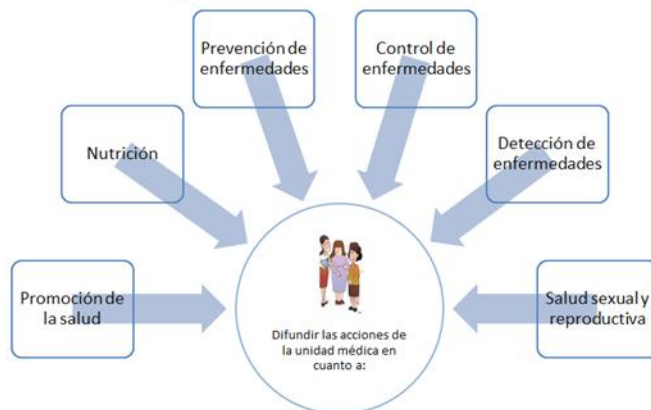 Prevención de
enfermedades
Control de
enfermedades
Nutrición
Detección de
enfermedades
Promoción de
la salud
Salud sexual y
reproductiva
Difundir las acciones de
la unidad médica en
cuanto a: